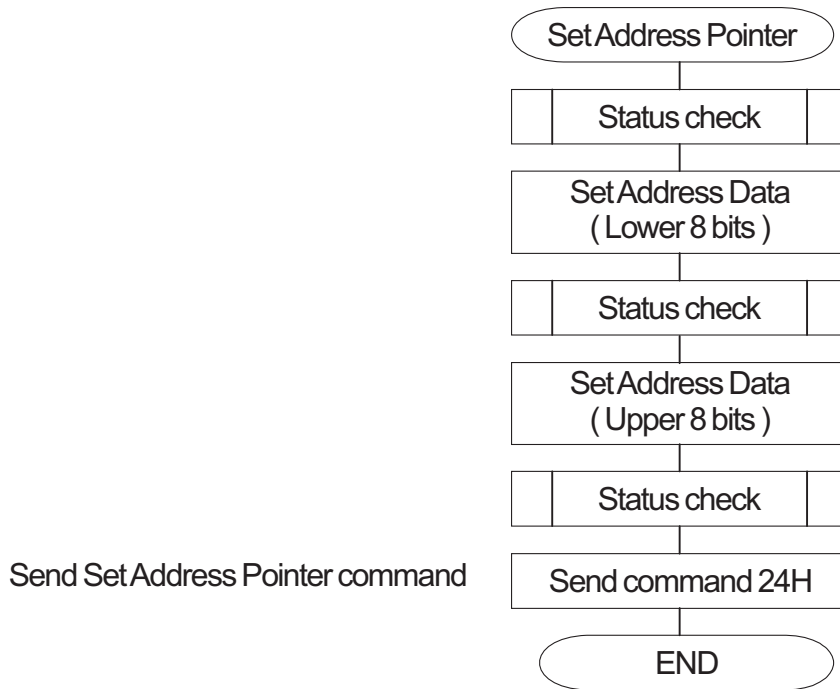 Set Address Pointer
Status check
Set Address Data
( Lower 8 bits )
Status check
Set Address Data
( Upper 8 bits )
Status check
Send Set Address Pointer command
Send command 24H
END